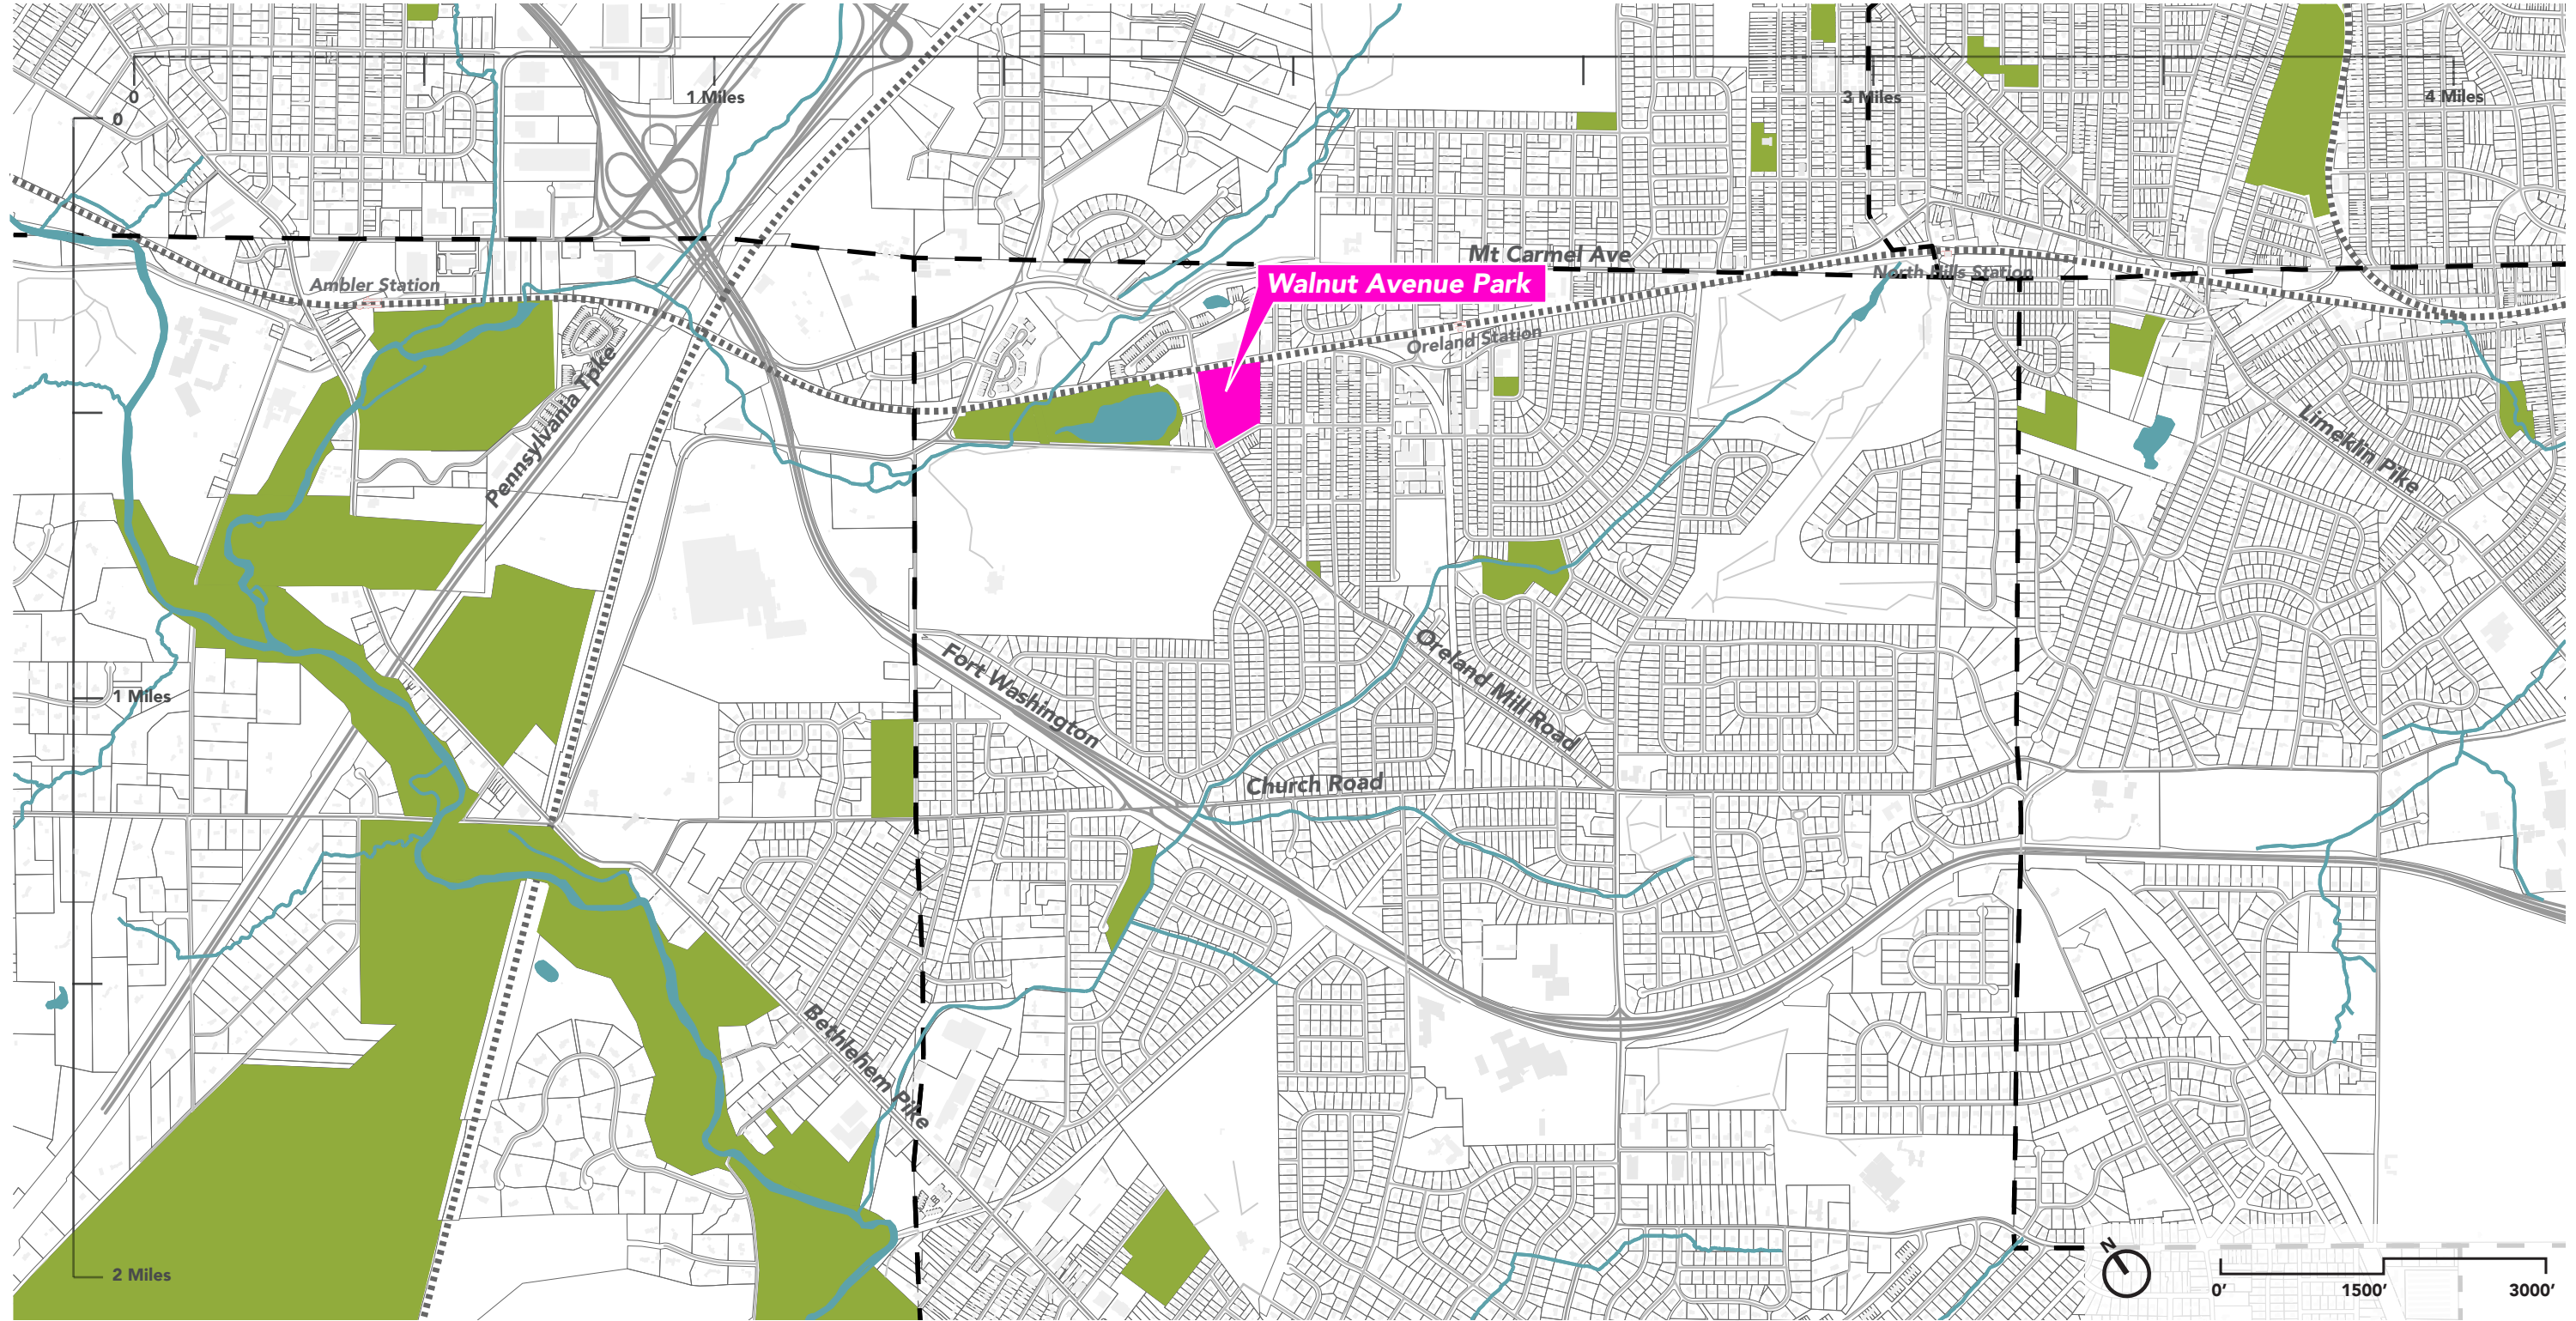 0
1 Miles
3 Miles
4 Miles
0
Mt Carmel Ave
North Hills Station
Walnut Avenue Park
Ambler Station
Oreland Station
Pennsylvania Tpke
Limeklin Pike
1 Miles
Fort Washington
Oreland Mill Road
Church Road
Bethlehem Pike
N
2 Miles
0’
1500’
3000’